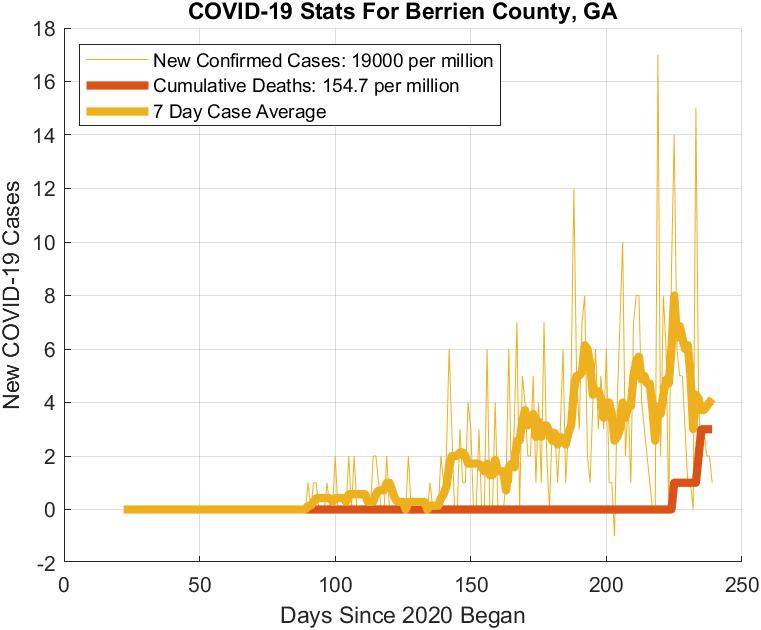 COVID-19 Stats For Berrien County, GA
18
16
14
12
10
8
6
4
2
0
-2
New COVID-19 Cases
New Confirmed Cases: 19000 per million
Cumulative Deaths: 154.7 per million
7 Day Case Average
0 50 100 150 200 250
Days Since 2020 Began